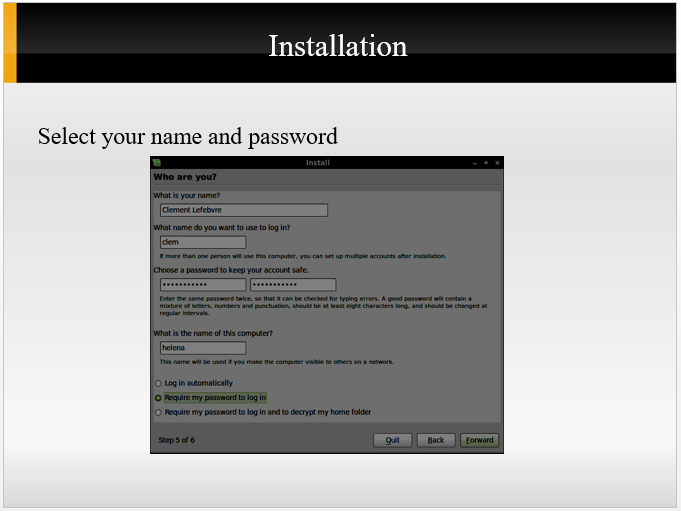 Installation
Select your name and password
Install
Who are you?
What is your name?
Clement Lefebvre
What name do you want to use to log in?
clem
If more than one person will use this computer, you can set up multiple accounts after installation.
Choose a password to keep your account safe.
••••••••••• •••••••••••
Enter the same password twice, so that it can be checked for typing errors. A good password will contain a
mixture of letters, numbers and punctuation, should be at least eight characters long, and should be changed at
regular intervals.
What is the name of this computer?
helena
This name will be used if you make the computer visible to others on a network.
Log in automatically
Require my password to log in
Require my password to log in and to decrypt my home folder
Step 5 of 6 Quit Back Forward